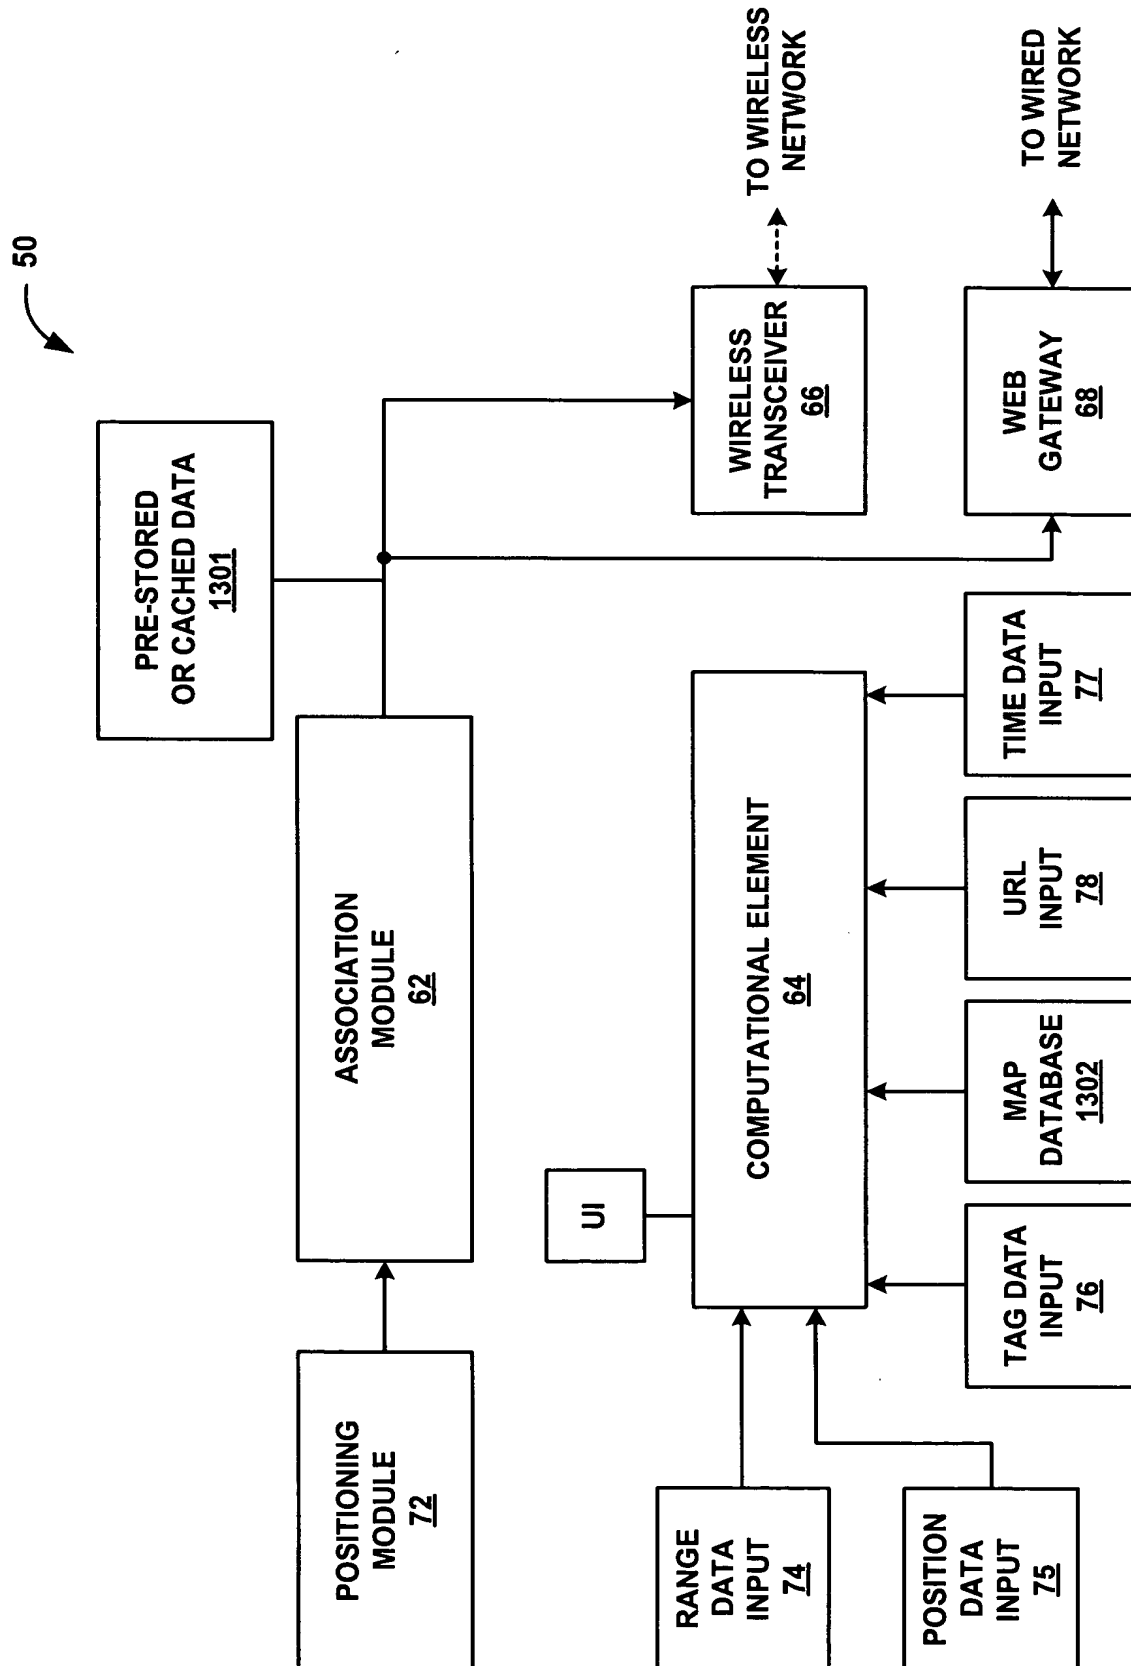 50
PRE-STORED
OR CACHED DATA
1301
POSITIONING
MODULE
72
ASSOCIATION
MODULE
62
UI
RANGE
DATA
INPUT
74
POSITION
DATA
INPUT
75
COMPUTATIONAL ELEMENT
64
WIRELESS
TRANSCEIVER
66
TO WIRELESS
NETWORK
TAG DATA
INPUT
76
MAP
DATABASE
1302
URL
INPUT
78
TIME DATA
INPUT
77
WEB
GATEWAY
68
TO WIRED
NETWORK